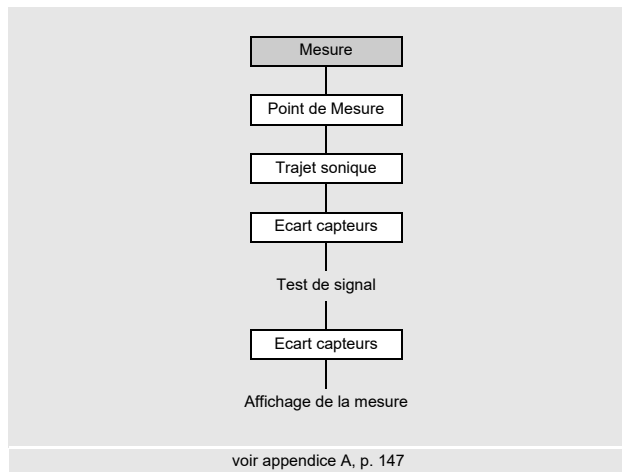 Mesure
Point de Mesure
Trajet sonique
Ecart capteurs
Test de signal
Ecart capteurs
Affichage de la mesure
voir appendice A, p. 147